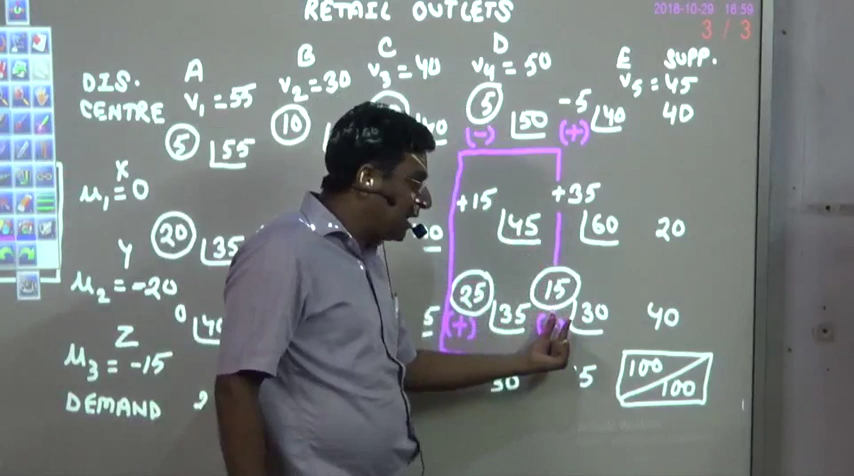 RETAIL OUTLETS
2018-10-29 16:59
3 / 3
DIS. CENTRE A B C D E SUPP.
v₁ = 55 v₂ = 30 v₃ = 40 v₄ = 50 v₅ = 45
5 55 10 40 5 (-) 50 -5 (+) 40 40
X
u₁ = 0
Y 20 35 +15 45 +35 60 20
u₂ = -20
Z 0 25 (+) 35 15 30 40
u₃ = -15
DEMAND 30 100 / 100